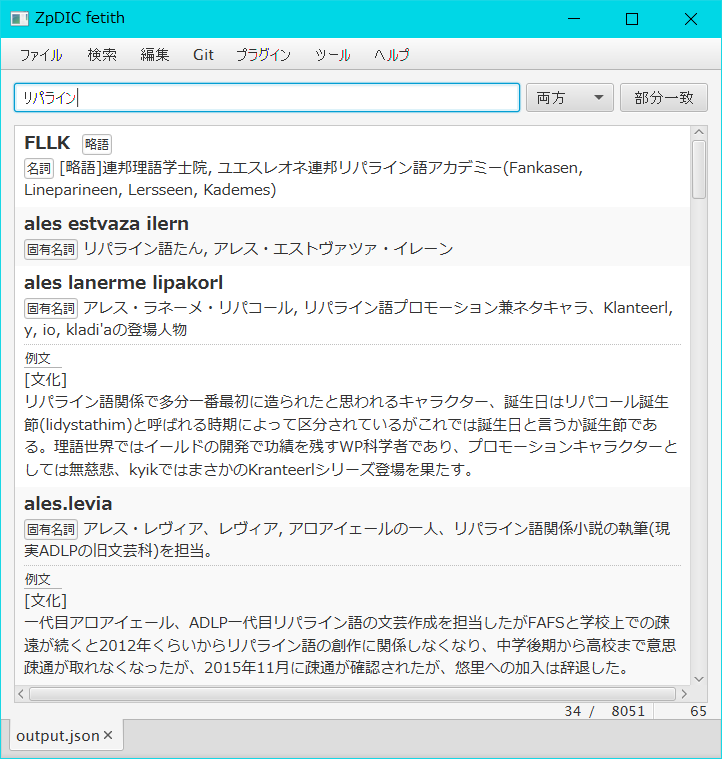 ZpDIC fetith
ファイル 検索 編集 Git プラグイン ツール ヘルプ
リパライン 両方 部分一致
FLLK 略語
名詞 [略語]連邦理語学士院, ユエスレオネ連邦リパライン語アカデミー(Fankasen,
Lineparineen, Lersseen, Kademes)
ales estvaza ilern
固有名詞 リパライン語たん, アレス・エストヴァツァ・イレーン
ales lanerme lipakorl
固有名詞 アレス・ラネーメ・リパコール, リパライン語プロモーション兼ネタキャラ、Klanteerl,
y, io, kladi'aの登場人物
例文
[文化]
リパライン語関係で多分一番最初に造られたと思われるキャラクター、誕生日はリパコール誕生
節(lidystathim)と呼ばれる時期によって区分されているがこれでは誕生日と言うか誕生節であ
る。理語世界ではイールドの開発で功績を残すWP科学者であり、プロモーションキャラクターと
しては無慈悲、kyikではまさかのKranteerlシリーズ登場を果たす。
ales.levia
固有名詞 アレス・レヴィア、レヴィア, アロアイェールの一人、リパライン語関係小説の執筆(現
実ADLPの旧文芸科)を担当。
例文
[文化]
一代目アロアイェール、ADLP一代目リパライン語の文芸作成を担当したがFAFSと学校上での疎
遠が続くと2012年くらいからリパライン語の創作に関係しなくなり、中学後期から高校まで意思
疎通が取れなくなったが、2015年11月に疎通が確認されたが、悠里への加入は辞退した。
34 / 8051 65
output.json